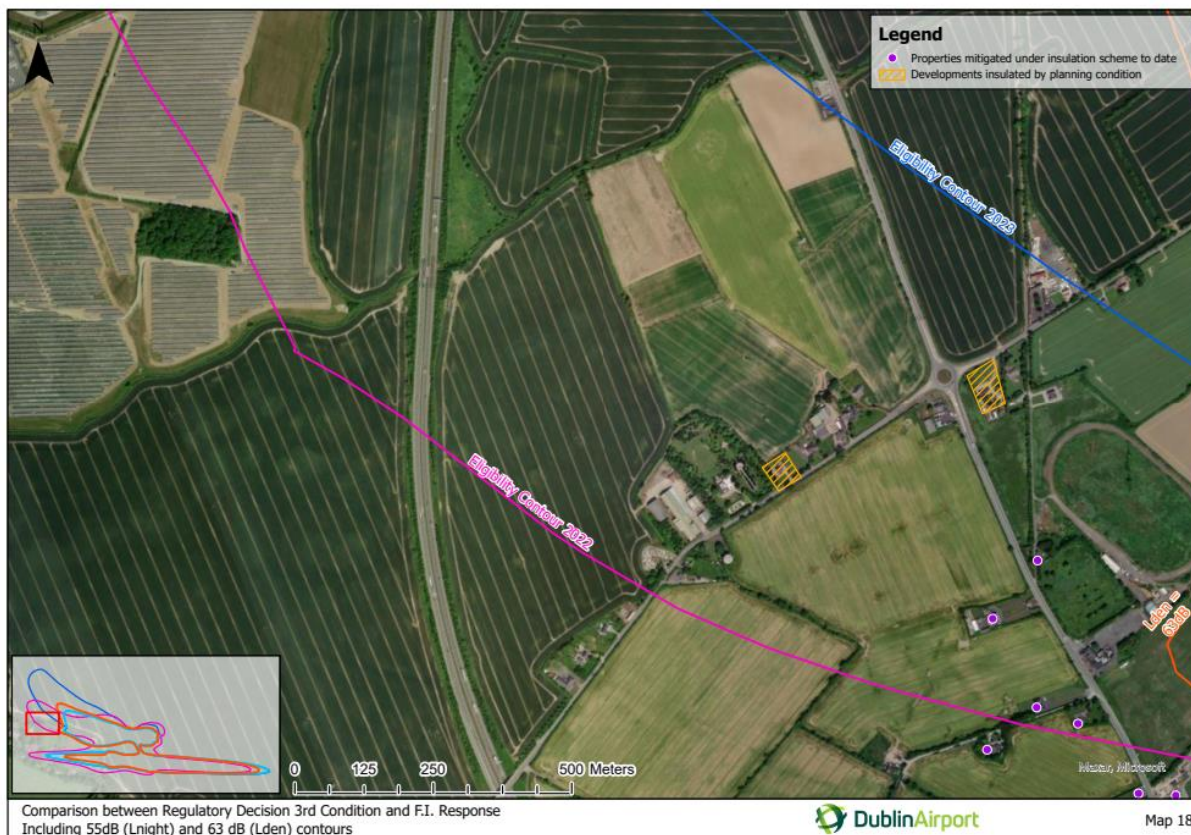 N
Legend
Properties mitigated under insulation scheme to date
Developments insulated by planning condition
Eligibility Contour 2023
Eligibility Contour 2022
Lden =
63dB
0 125 250 500 Meters
Maxar, Microsoft
Comparison between Regulatory Decision 3rd Condition and F.I. Response
Including 55dB (Lnight) and 63 dB (Lden) contours
DublinAirport
Map 18